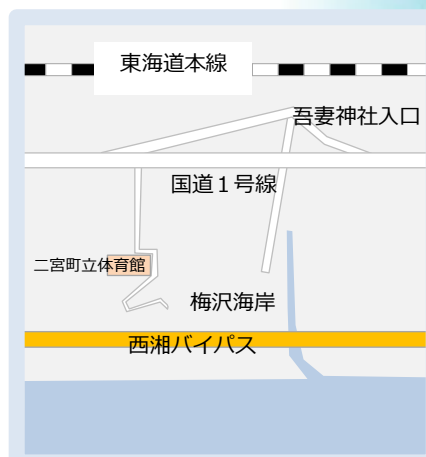 東海道本線
吾妻神社入口
国道１号線
二宮町立体育館
梅沢海岸
西湘バイパス